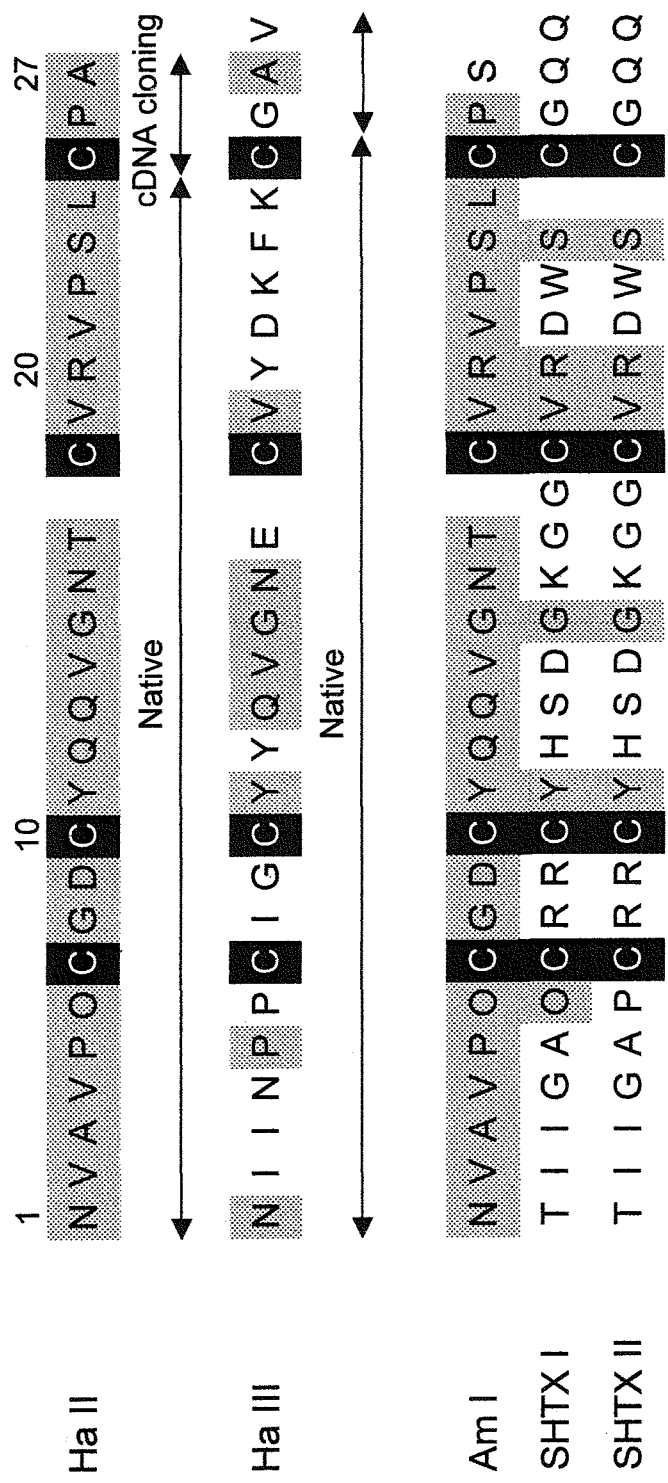 1 10 20 27
Ha II N V A V P O C G D C Y Q Q V G N T C V R V P S L C P A
Native cDNA cloning
Ha III N I I N P P C I G C Y Y Q V G N E C V Y D K F K C G A V
Native
Am I N V A V P O C G D C Y Q Q V G N T C V R V P S L C P S
SHTX I T I I G A O C R R C Y H S D G K G G C V R D W S C G Q Q
SHTX II T I I G A P C R R C Y H S D G K G G C V R D W S C G Q Q